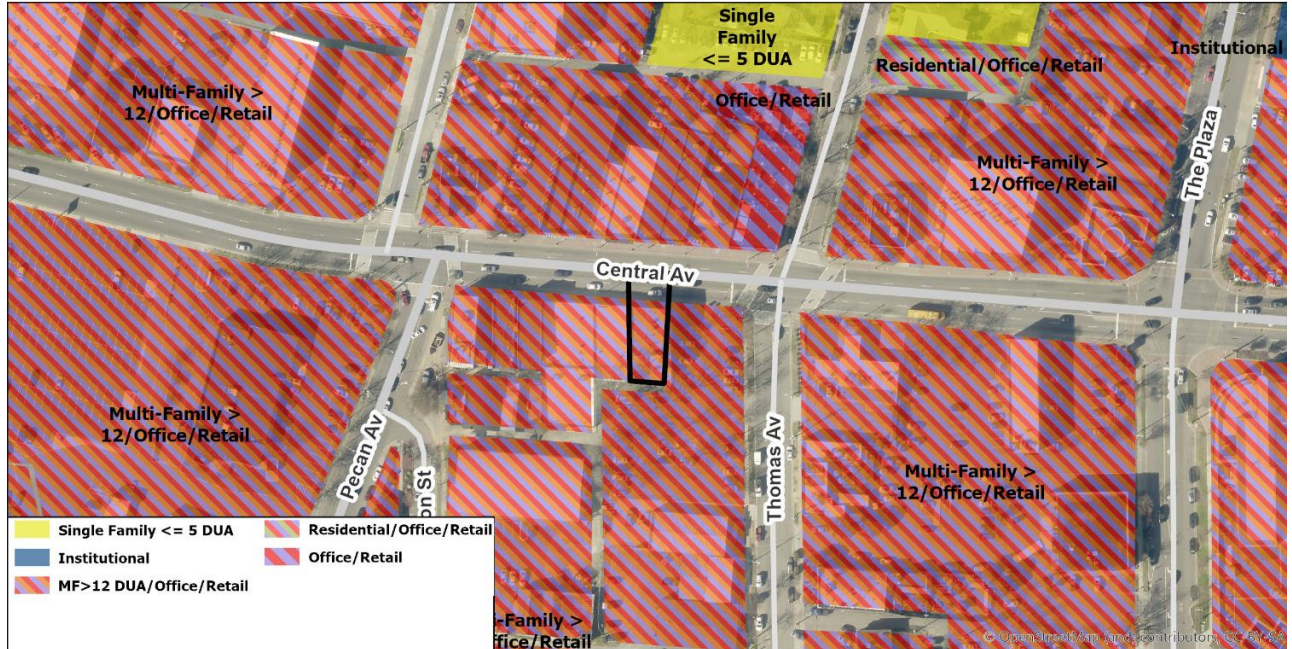 Single
Family
<= 5 DUA
Institutional
Residential/Office/Retail
Multi-Family >
12/Office/Retail
Office/Retail
Multi-Family >
12/Office/Retail
The Plaza
Central Av
Multi-Family >
12/Office/Retail
Pecan Av
on St
Thomas Av
Multi-Family >
12/Office/Retail
Single Family <= 5 DUA
Residential/Office/Retail
Institutional
Office/Retail
MF>12 DUA/Office/Retail
i-Family >
ffice/Retail
© OpenStreetMap (and) contributors, CC-BY-SA